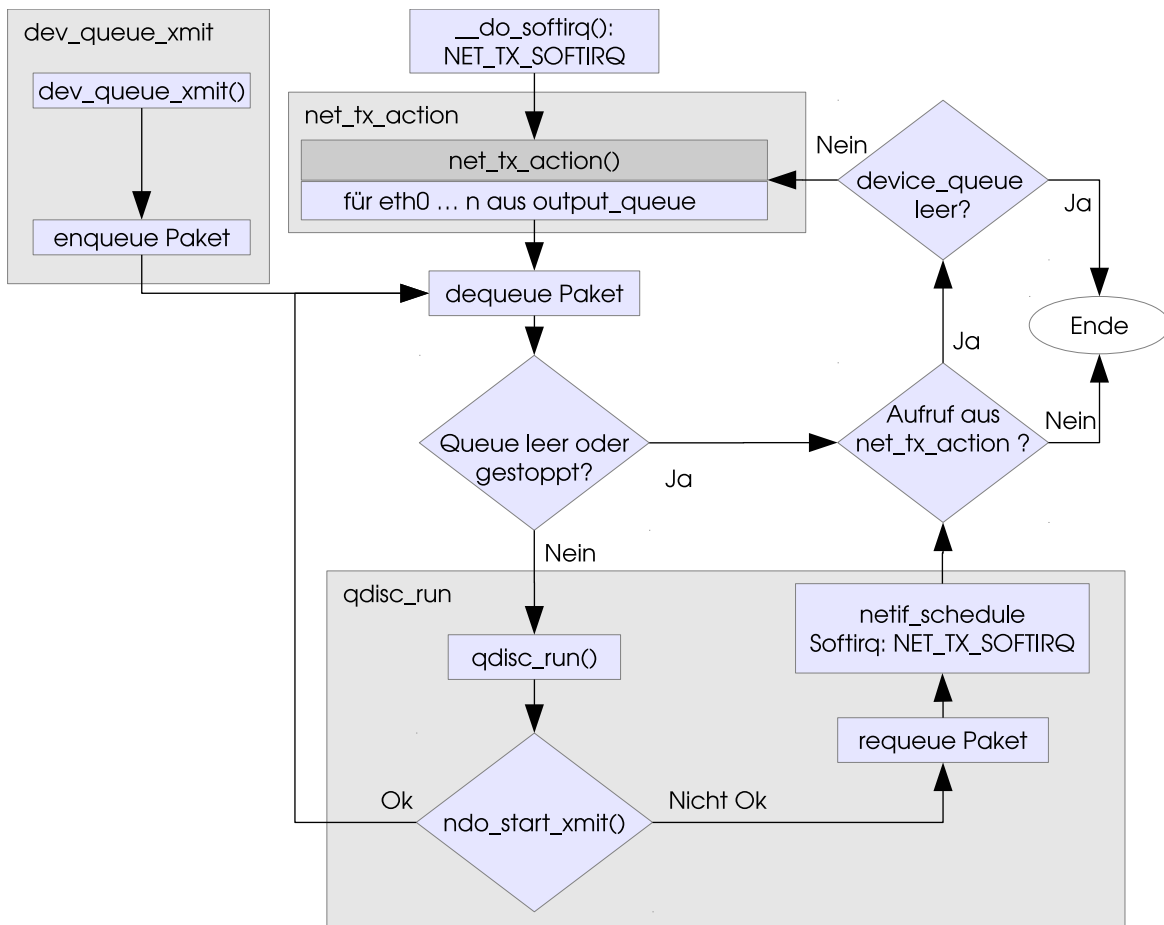 dev_queue_xmit
dev_queue_xmit()
enqueue Paket
__do_softirq():
NET_TX_SOFTIRQ
net_tx_action
net_tx_action()
für eth0 ... n aus output_queue
dequeue Paket
Queue leer oder
gestoppt?
Ja
Nein
Aufruf aus
net_tx_action ?
Ja
Nein
device_queue
leer?
Nein
Ja
Ende
qdisc_run
qdisc_run()
ndo_start_xmit()
Ok
Nicht Ok
requeue Paket
netif_schedule
Softirq: NET_TX_SOFTIRQ